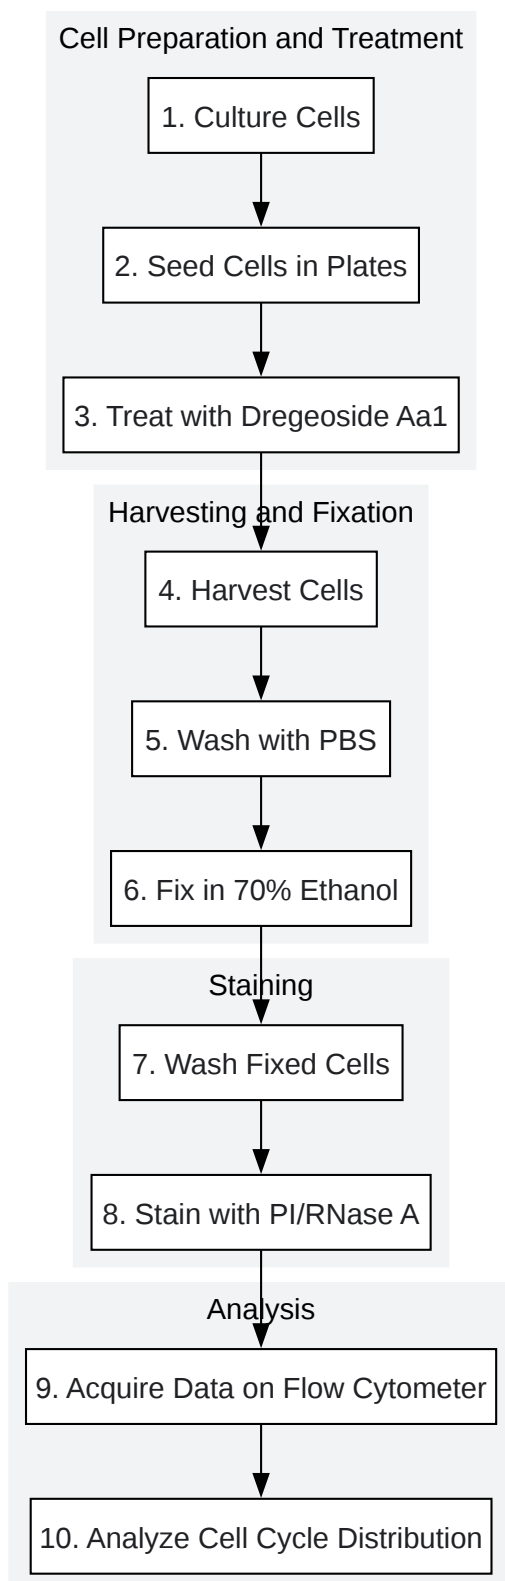 Cell Preparation and Treatment
1. Culture Cells
2. Seed Cells in Plates
3. Treat with Dregeoside Aa1
Harvesting and Fixation
4. Harvest Cells
5. Wash with PBS
6. Fix in 70% Ethanol
Staining
7. Wash Fixed Cells
8. Stain with PI/RNase A
Analysis
9. Acquire Data on Flow Cytometer
10. Analyze Cell Cycle Distribution